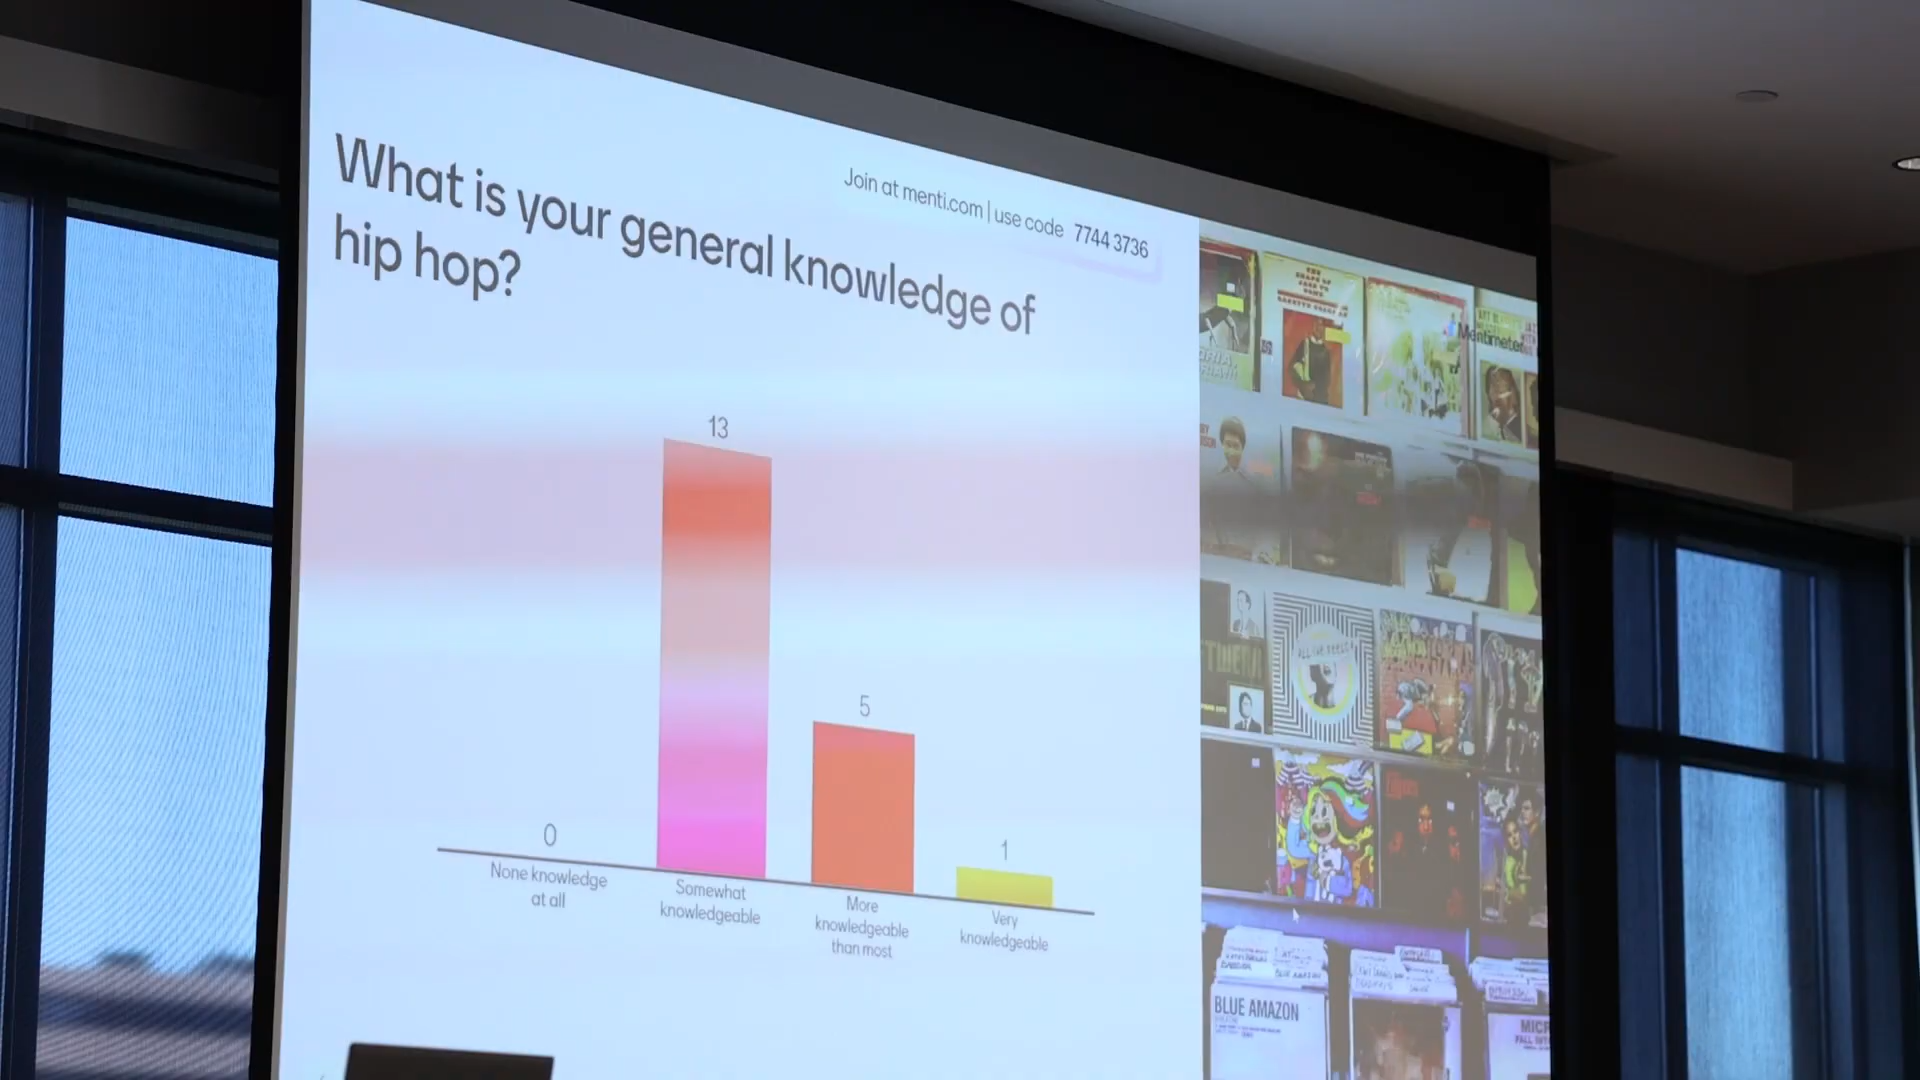 Join at menti.com | use code 7744 3736
What is your general knowledge of
hip hop?
Mentimeter
13
5
0
1
None knowledge
at all
Somewhat
knowledgeable
More
knowledgeable
than most
Very
knowledgeable
BLUE AMAZON